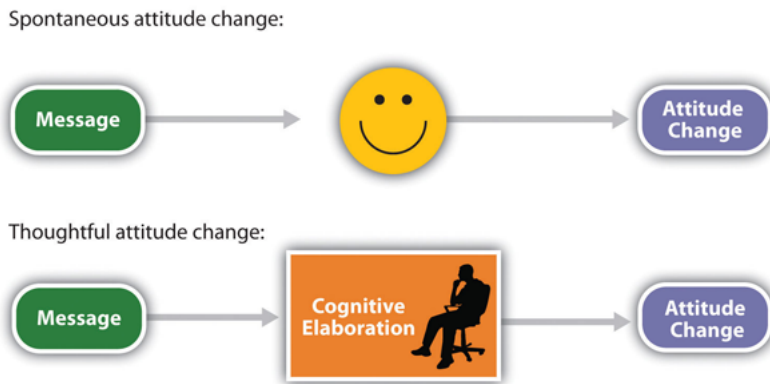 Spontaneous attitude change:
Message
Attitude
Change
Thoughtful attitude change:
Message
Cognitive
Elaboration
Attitude
Change